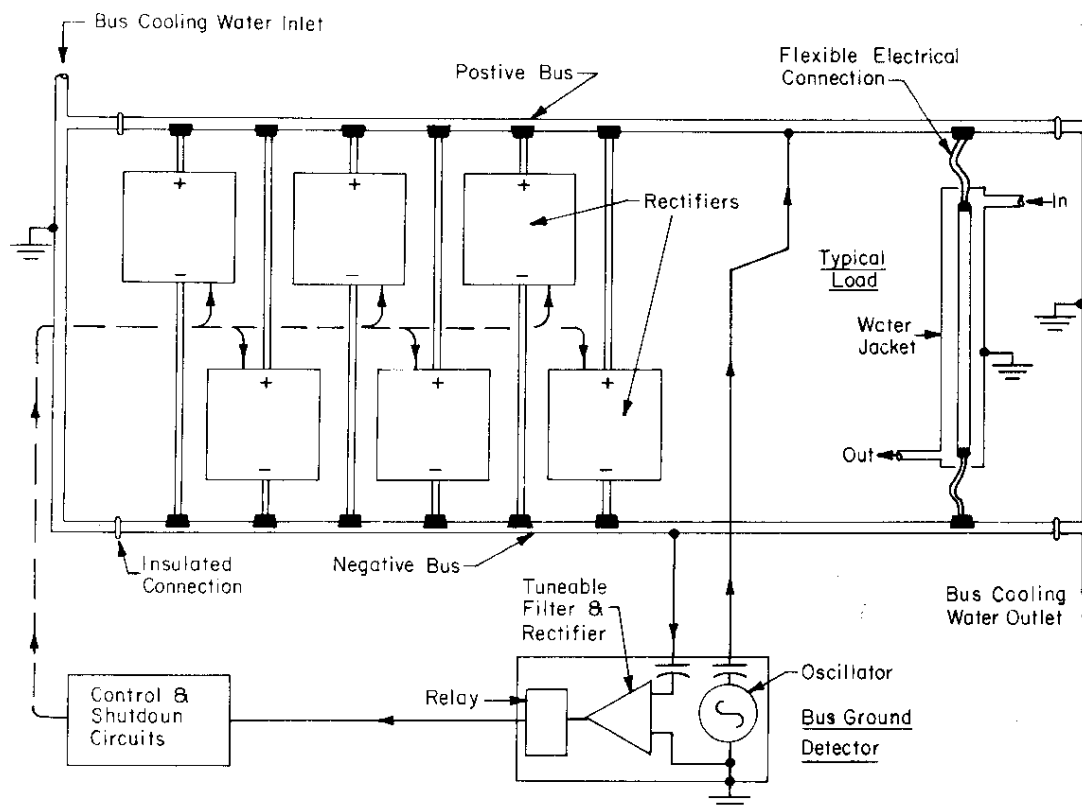 Bus Cooling Water Inlet
Postive Bus
Flexible Electrical
Connection
+
+
+
Rectifiers
In
−
−
−
Typical
Load
Water
Jacket
+
+
+
Out
−
−
−
Insulated
Connection
Negative Bus
Tuneable
Filter &
Rectifier
Bus Cooling
Water Outlet
Control &
Shutdoun
Circuits
Relay
Oscillator
Bus Ground
Detector